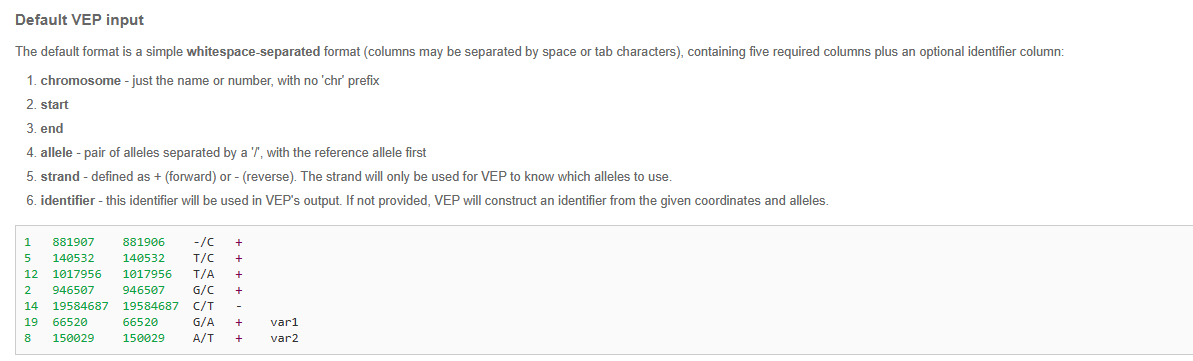 Default VEP input
The default format is a simple whitespace-separated format (columns may be separated by space or tab characters), containing five required columns plus an optional identifier column:
1. chromosome - just the name or number, with no 'chr' prefix
2. start
3. end
4. allele - pair of alleles separated by a '/', with the reference allele first
5. strand - defined as + (forward) or - (reverse). The strand will only be used for VEP to know which alleles to use.
6. identifier - this identifier will be used in VEP's output. If not provided, VEP will construct an identifier from the given coordinates and alleles.
1 881907 881906 -/C +
5 140532 140532 T/C +
12 1017956 1017956 T/A +
2 946507 946507 G/C +
14 19584687 19584687 C/T -
19 66520 66520 G/A + var1
8 150029 150029 A/T + var2